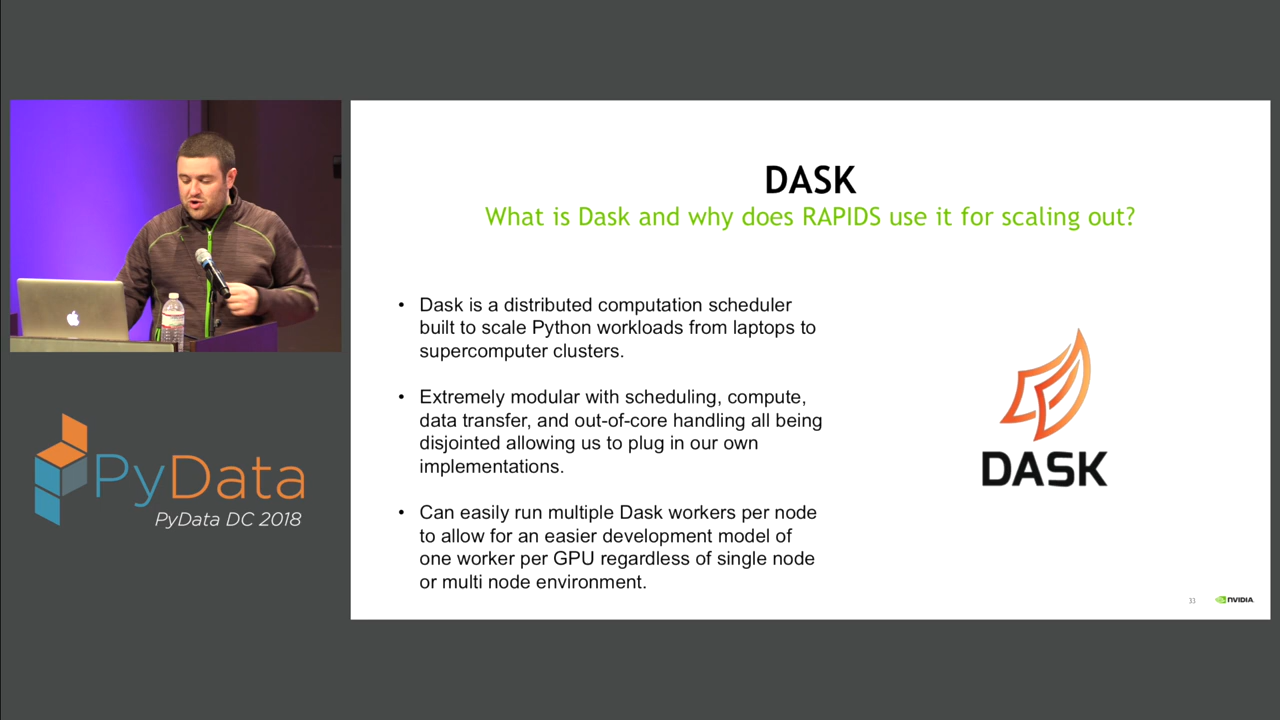 DASK
What is Dask and why does RAPIDS use it for scaling out?
• Dask is a distributed computation scheduler
built to scale Python workloads from laptops to
supercomputer clusters.
• Extremely modular with scheduling, compute,
data transfer, and out-of-core handling all being
disjointed allowing us to plug in our own
implementations.
• Can easily run multiple Dask workers per node
to allow for an easier development model of
one worker per GPU regardless of single node
or multi node environment.
DASK
33
NVIDIA
PyData
PyData DC 2018